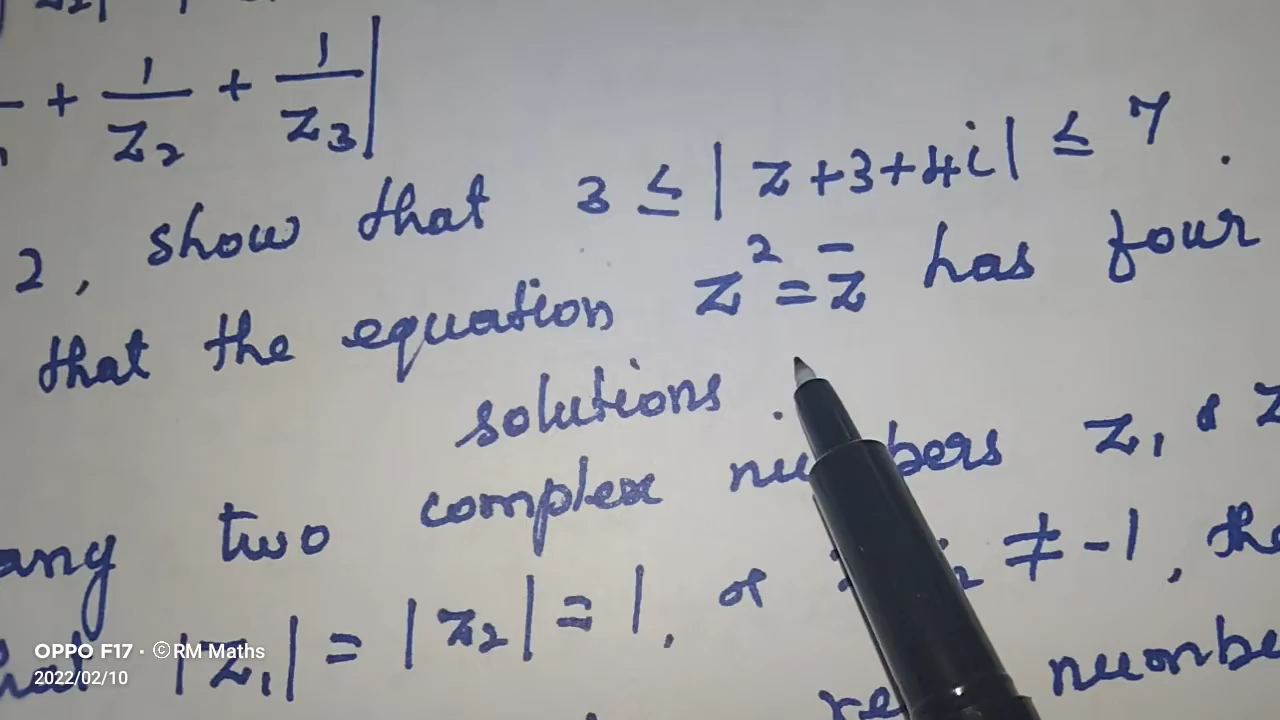 + 1/z₂ + 1/z₃|
2, show that 3 ≤ |z+3+4i| ≤ 7.
that the equation z² = z̄ has four
solutions.
any two complex numbers z₁ &
|z₁| = |z₂| = 1, ≠ -1, the
numbe
OPPO F17 · ©RM Maths
2022/02/10